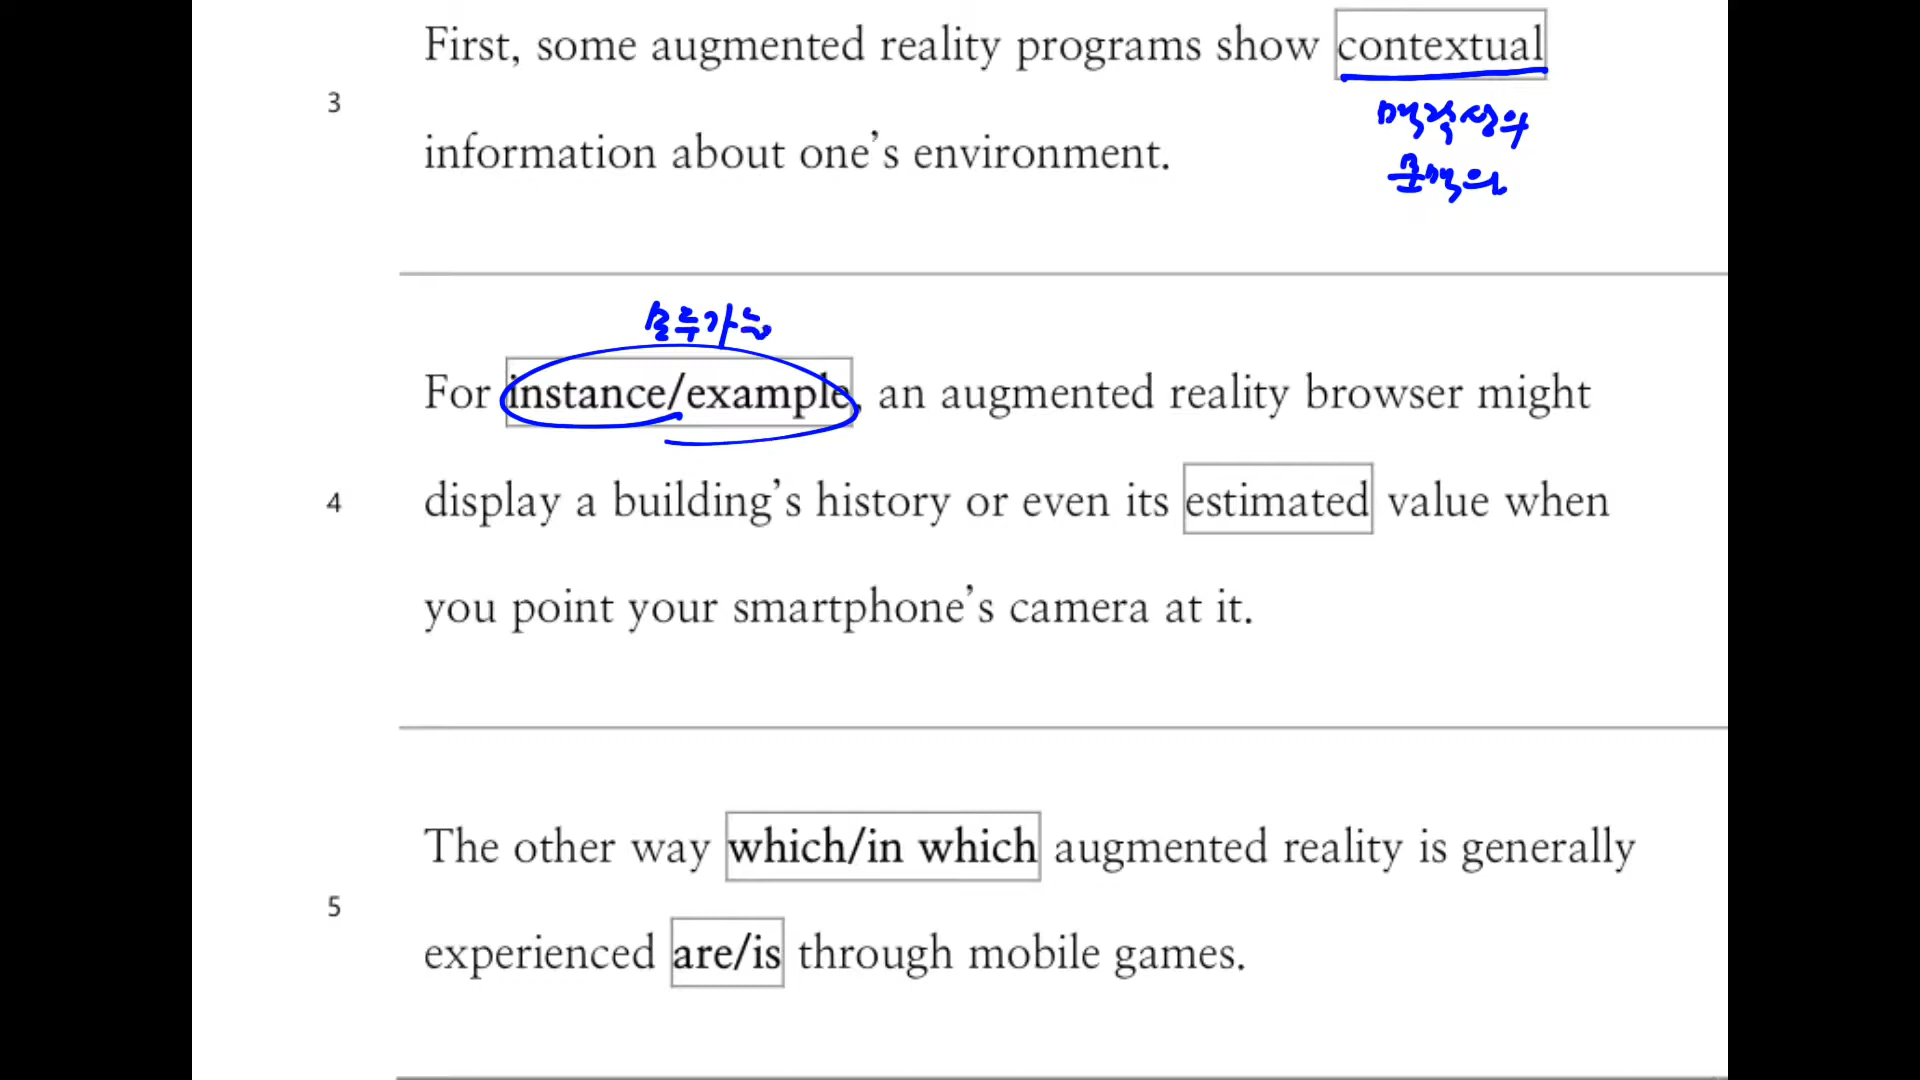 First, some augmented reality programs show contextual
3
맥락상의
information about one’s environment.
문맥의
둘다가능
For instance/example, an augmented reality browser might
4
display a building’s history or even its estimated value when
you point your smartphone’s camera at it.
The other way which/in which augmented reality is generally
5
experienced are/is through mobile games.